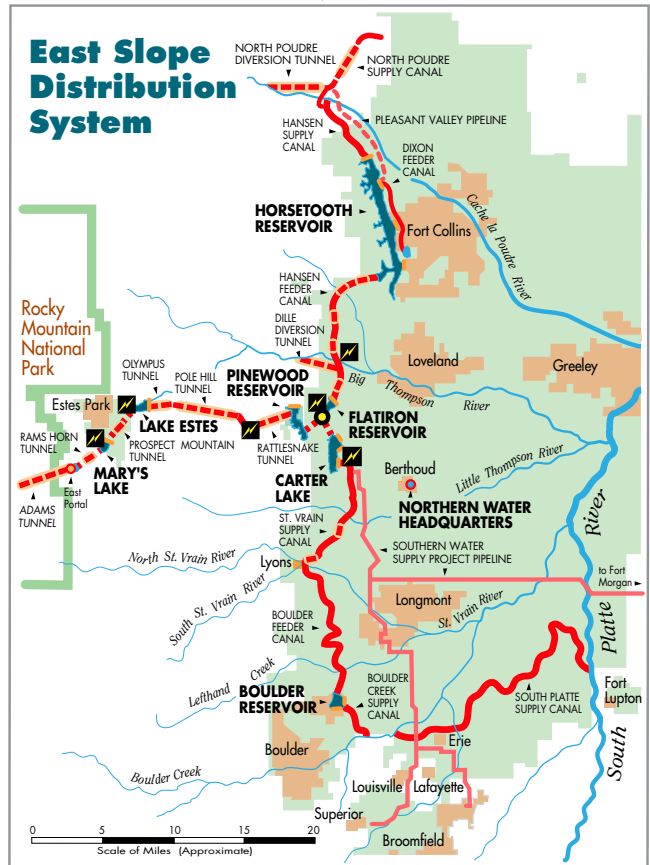 East Slope
Distribution
System
NORTH POUDRE
DIVERSION TUNNEL
NORTH POUDRE
SUPPLY CANAL
PLEASANT VALLEY PIPELINE
HANSEN
SUPPLY
CANAL
DIXON
FEEDER
CANAL
HORSETOOTH
RESERVOIR
Fort Collins
Cache la Poudre
River
HANSEN
FEEDER
CANAL
DILLE
DIVERSION
TUNNEL
Rocky
Mountain
National
Park
Loveland
Greeley
OLYMPUS
TUNNEL
POLE HILL
TUNNEL
PINEWOOD
RESERVOIR
Big
Thompson
River
Estes Park
LAKE ESTES
FLATIRON
RESERVOIR
RAMS HORN
TUNNEL
PROSPECT MOUNTAIN
RATTLESNAKE
TUNNEL
MARY'S
LAKE
CARTER
LAKE
Berthoud
Little Thompson River
East
Portal
ADAMS
TUNNEL
NORTHERN WATER
HEADQUARTERS
ST. VRAIN
SUPPLY
CANAL
River
North St. Vrain River
SOUTHERN WATER
SUPPLY PROJECT PIPELINE
Lyons
to Fort
Morgan
South St. Vrain River
Longmont
St. Vrain River
Platte
BOULDER
FEEDER
CANAL
Lefthand Creek
BOULDER
RESERVOIR
BOULDER
CREEK
SUPPLY
CANAL
SOUTH PLATTE
SUPPLY CANAL
Fort
Lupton
South
Boulder
Erie
Boulder Creek
Louisville
Lafayette
Superior
Broomfield
0 5 10 15 20
Scale of Miles (Approximate)